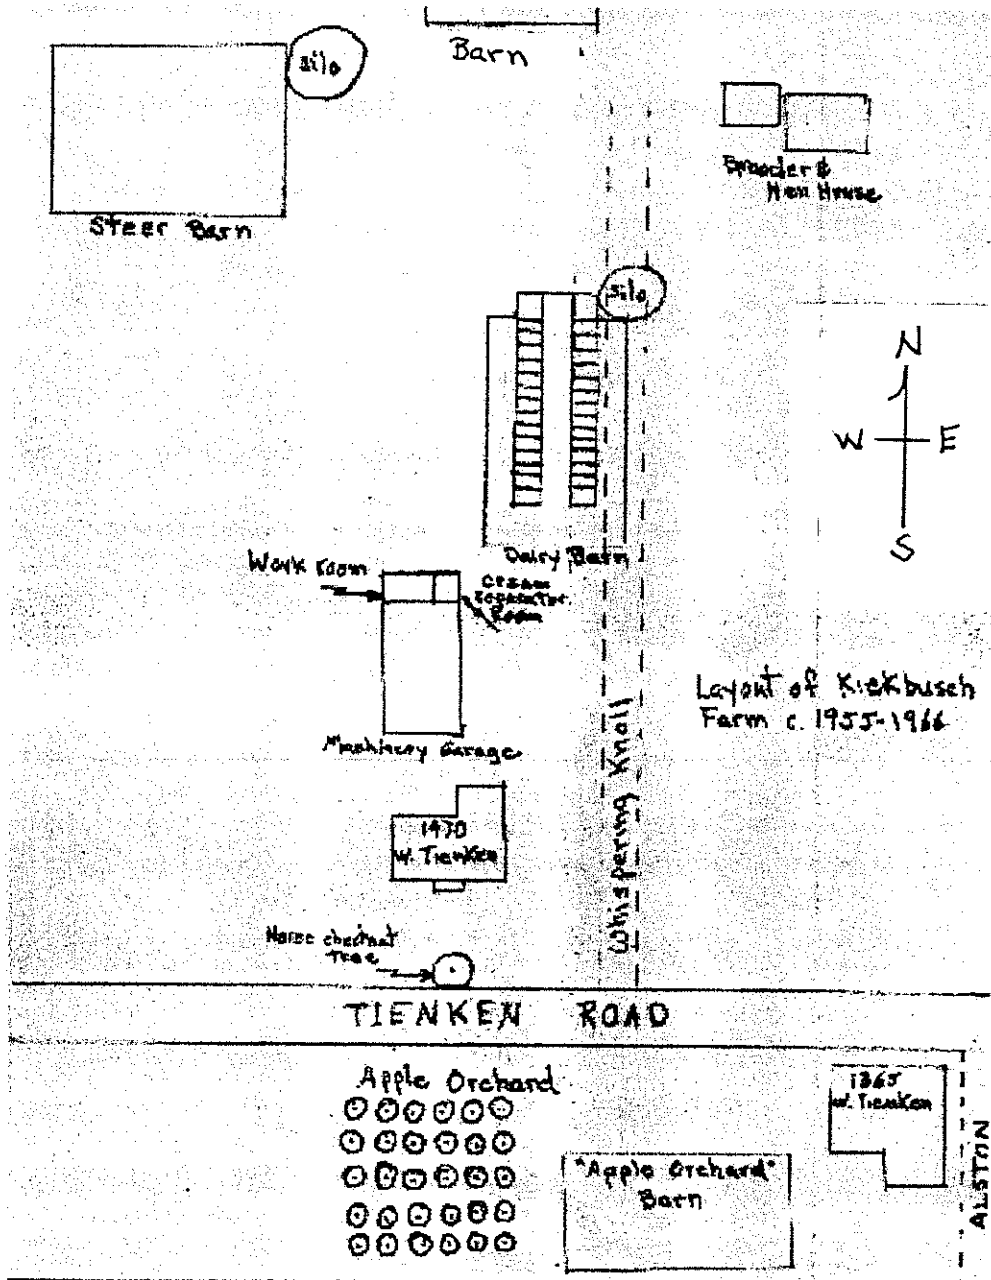 Barn
silo
Steer Barn
Brooder &
Hen House
silo
N
W E
S
Dairy Barn
Work room
Cream
Separator
Room
Layout of Kiekbusch
Farm c. 1955-1966
Machinery Garage
Whispering Knoll
1470
W. Tienken
Horse chestnut
Tree
TIENKEN ROAD
Apple Orchard
1365
W. Tienken
"Apple Orchard"
Barn
ALSTON